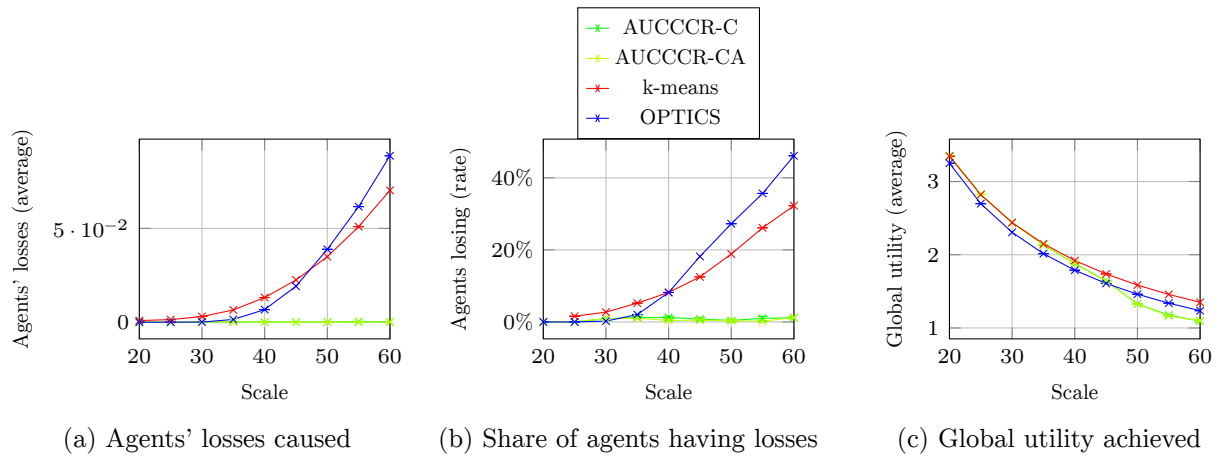 AUCCCR-C
AUCCCR-CA
k-means
OPTICS
Agents' losses (average)
5 · 10⁻²
0
20 30 40 50 60
Scale
(a) Agents' losses caused
Agents losing (rate)
40%
20%
0%
20 30 40 50 60
Scale
(b) Share of agents having losses
Global utility (average)
3
2
1
20 30 40 50 60
Scale
(c) Global utility achieved